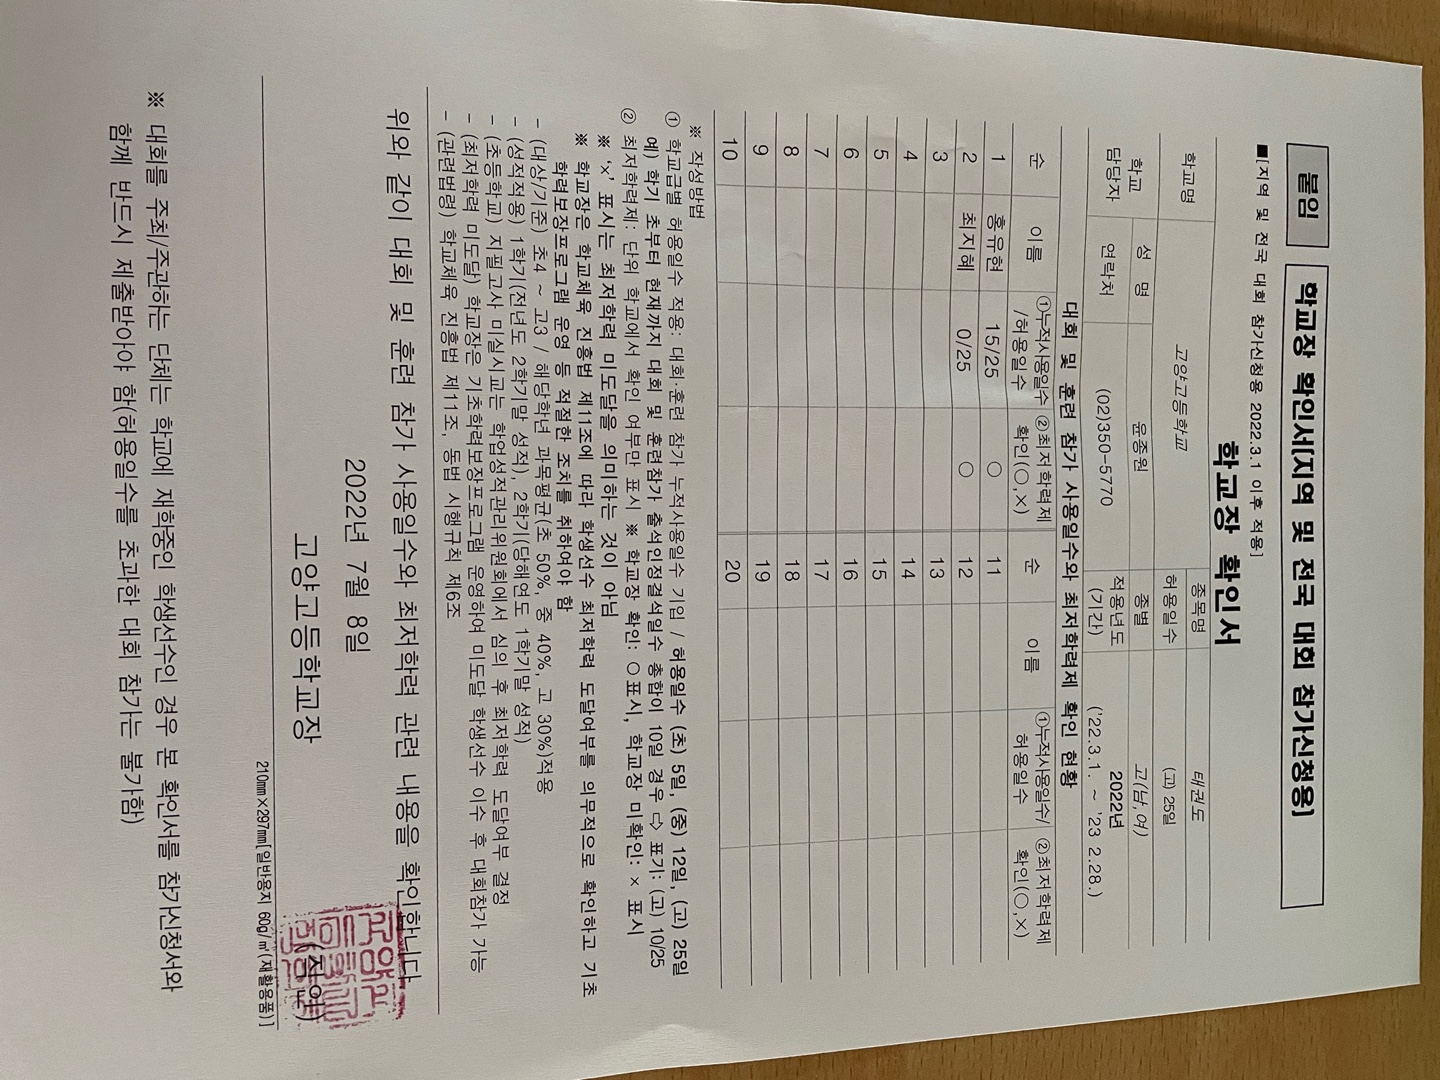 붙임 학교장 확인서[지역 및 전국 대회 참가신청용]
■[지역 및 전국 대회 참가신청용 2022.3.1 이후 적용]
학교장 확인서
학교명 고양고등학교 종목명 태권도
허용일수 (고) 25일
학교 담당자 성 명 윤종원 종별 고(남,여)
연락처 (02)350-5770 적용년도 (기간) 2022년 ('22.3.1. ~ '23 2.28.)
대회 및 훈련 참가 사용일수와 최저학력제 확인 현황
순 이름 ①누적사용일수/허용일수 ②최저학력제 확인(○,×) 순 이름 ①누적사용일수/허용일수 ②최저학력제 확인(○,×)
1 홍유현 15/25 ○ 11
2 최지혜 0/25 ○ 12
3 13
4 14
5 15
6 16
7 17
8 18
9 19
10 20
※ 작성방법
① 학교급별 허용일수 적용: 대회·훈련 참가 누적사용일수 기입 / 허용일수 (초) 5일, (중) 12일, (고) 25일
예) 학기 초부터 현재까지 대회 및 훈련참가 출석인정결석일수 총합이 10일 경우 ⇨ 표기: (고) 10/25
② 최저학력제: 단위 학교에서 확인 여부만 표시 ※ 학교장 확인: ○표시, 학교장 미확인: × 표시
※ '×' 표시는 최저학력 미도달을 의미하는 것이 아님
※ 학교장은 학교체육 진흥법 제11조에 따라 학생선수 최저학력 도달여부를 의무적으로 확인하고 기초
학력보장프로그램 운영 등 적절한 조치를 취하여야 함
- (대상/기준) 초4 ~ 고3 / 해당학년 과목평균(초 50%, 중 40%, 고 30%)적용
- (성적적용) 1학기(전년도 2학기말 성적), 2학기(당해연도 1학기말 성적)
- (초등학교) 지필고사 미실시교는 학업성적관리위원회에서 심의 후 최저학력 도달여부 결정
- (최저학력 미도달) 학교장은 기초학력보장프로그램 운영하여 미도달 학생선수 이수 후 대회참가 가능
- (관련법령) 학교체육 진흥법 제11조, 동법 시행규칙 제6조
위와 같이 대회 및 훈련 참가 사용일수와 최저학력 관련 내용을 확인합니다
2022년 7월 8일
고양고등학교장 (직인)
210mm×297mm[일반용지 60g/㎡(재활용품)]
※ 대회를 주최/주관하는 단체는 학교에 재학중인 학생선수인 경우 본 확인서를 참가신청서와
함께 반드시 제출받아야 함(허용일수를 초과한 대회 참가는 불가함)